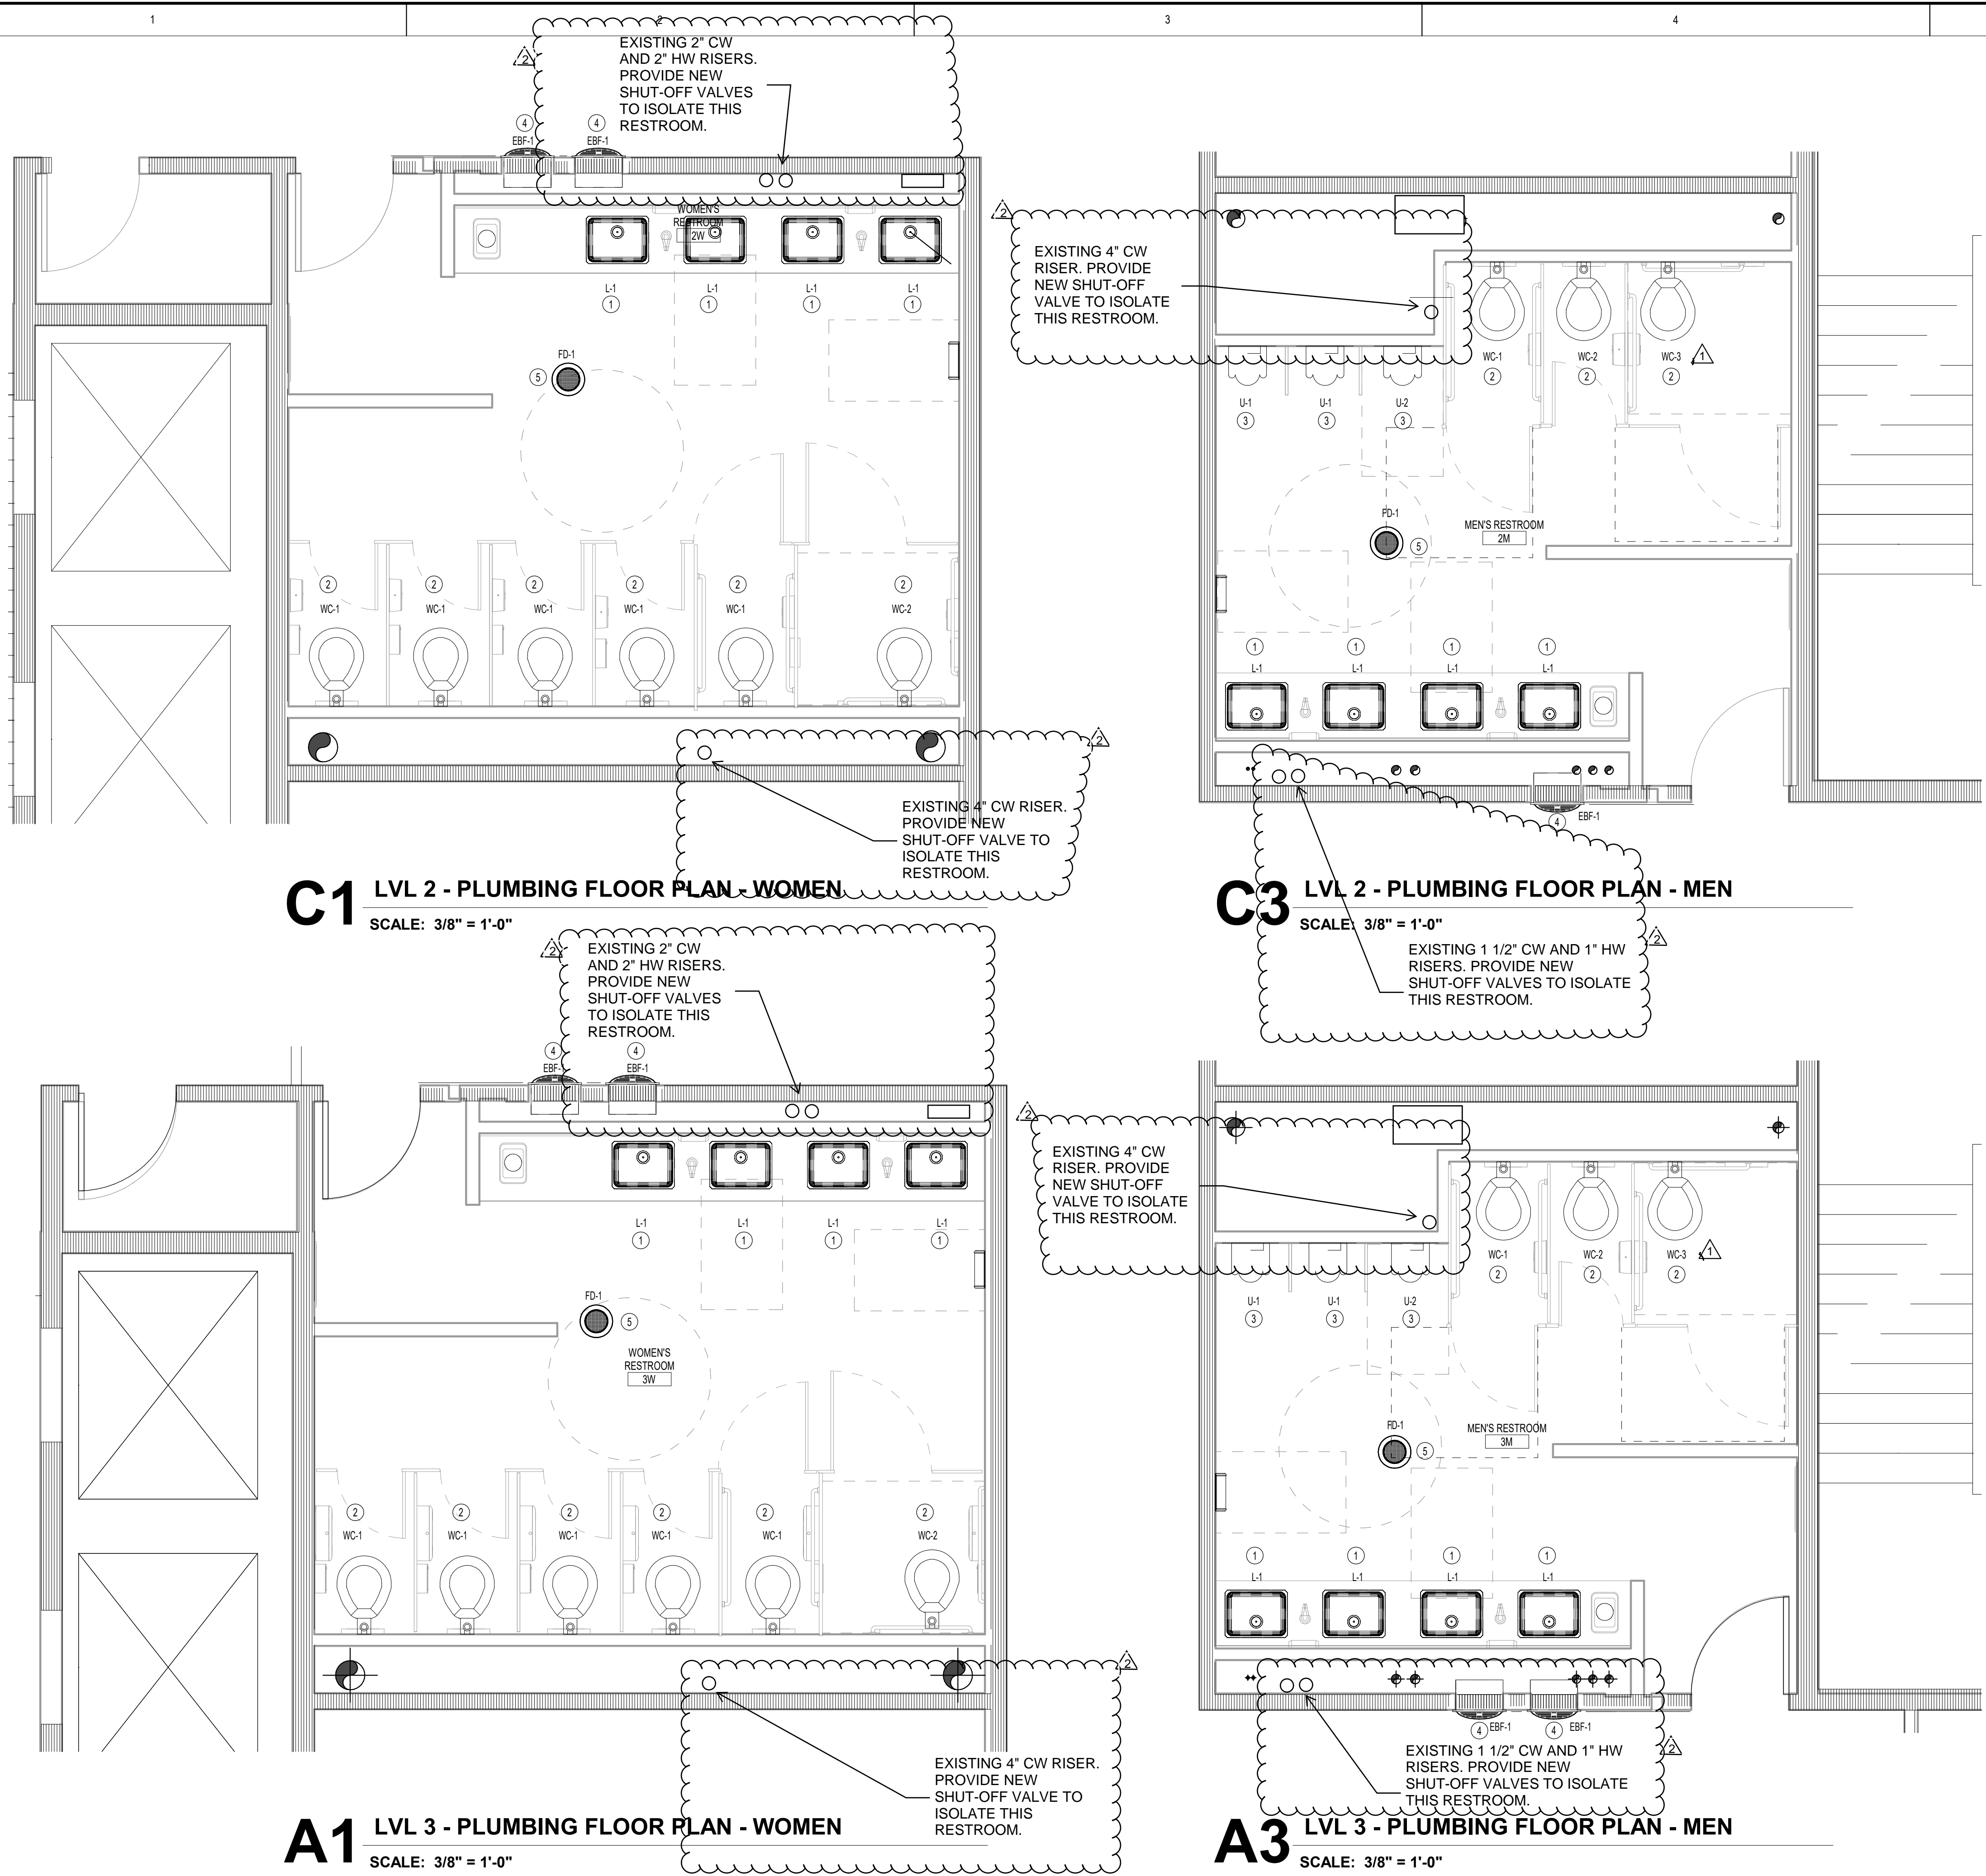 1
2
3
4
EXISTING 2" CW
AND 2" HW RISERS.
PROVIDE NEW
SHUT-OFF VALVES
TO ISOLATE THIS
RESTROOM.
2
4
4
EBF-1
EBF-1
WOMEN'S
RESTROOM
2W
L-1
L-1
L-1
L-1
1
1
1
1
FD-1
5
2
2
2
2
2
2
WC-1
WC-1
WC-1
WC-1
WC-1
WC-2
2
EXISTING 4" CW RISER.
PROVIDE NEW
SHUT-OFF VALVE TO
ISOLATE THIS
RESTROOM.
C1
LVL 2 - PLUMBING FLOOR PLAN - WOMEN
SCALE: 3/8" = 1'-0"
2
EXISTING 4" CW
RISER. PROVIDE
NEW SHUT-OFF
VALVE TO ISOLATE
THIS RESTROOM.
WC-1
WC-2
WC-3
1
2
2
2
U-1
U-1
U-2
3
3
3
FD-1
5
MEN'S RESTROOM
2M
1
1
1
1
L-1
L-1
L-1
L-1
4
EBF-1
C3
LVL 2 - PLUMBING FLOOR PLAN - MEN
SCALE: 3/8" = 1'-0"
2
EXISTING 1 1/2" CW AND 1" HW
RISERS. PROVIDE NEW
SHUT-OFF VALVES TO ISOLATE
THIS RESTROOM.
2
EXISTING 2" CW
AND 2" HW RISERS.
PROVIDE NEW
SHUT-OFF VALVES
TO ISOLATE THIS
RESTROOM.
4
4
EBF-1
EBF-1
L-1
L-1
L-1
L-1
1
1
1
1
FD-1
5
WOMEN'S
RESTROOM
3W
2
2
2
2
2
2
WC-1
WC-1
WC-1
WC-1
WC-1
WC-2
2
EXISTING 4" CW RISER.
PROVIDE NEW
SHUT-OFF VALVE TO
ISOLATE THIS
RESTROOM.
A1
LVL 3 - PLUMBING FLOOR PLAN - WOMEN
SCALE: 3/8" = 1'-0"
2
EXISTING 4" CW
RISER. PROVIDE
NEW SHUT-OFF
VALVE TO ISOLATE
THIS RESTROOM.
WC-1
WC-2
WC-3
1
2
2
2
U-1
U-1
U-2
3
3
3
FD-1
5
MEN'S RESTROOM
3M
1
1
1
1
L-1
L-1
L-1
L-1
4
EBF-1
4
EBF-1
2
EXISTING 1 1/2" CW AND 1" HW
RISERS. PROVIDE NEW
SHUT-OFF VALVES TO ISOLATE
THIS RESTROOM.
A3
LVL 3 - PLUMBING FLOOR PLAN - MEN
SCALE: 3/8" = 1'-0"